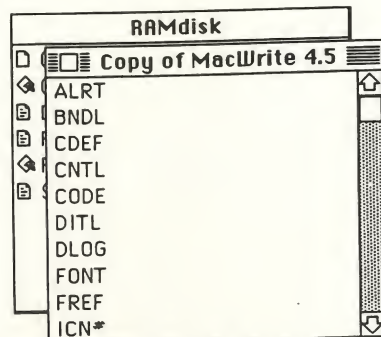 RAMdisk
Copy of MacWrite 4.5
ALRT
BNDL
CDEF
CNTL
CODE
DITL
DLOG
FONT
FREF
ICN#